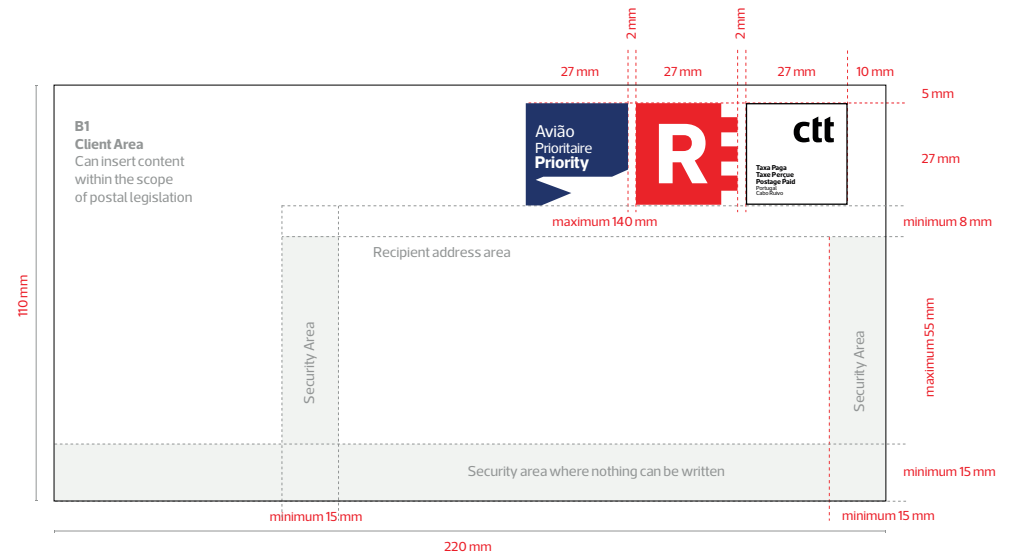 2 mm
2 mm
27 mm
27 mm
27 mm
10 mm
5 mm
B1
Client Area
Can insert content
within the scope
of postal legislation
Avião
Prioritaire
Priority
R
ctt
Taxa Paga
Taxe Perçue
Postage Paid
Portugal
Cabo Ruivo
27 mm
maximum 140 mm
minimum 8 mm
Recipient address area
110 mm
Security Area
Security Area
maximum 55 mm
Security area where nothing can be written
minimum 15 mm
minimum 15 mm
minimum 15 mm
220 mm